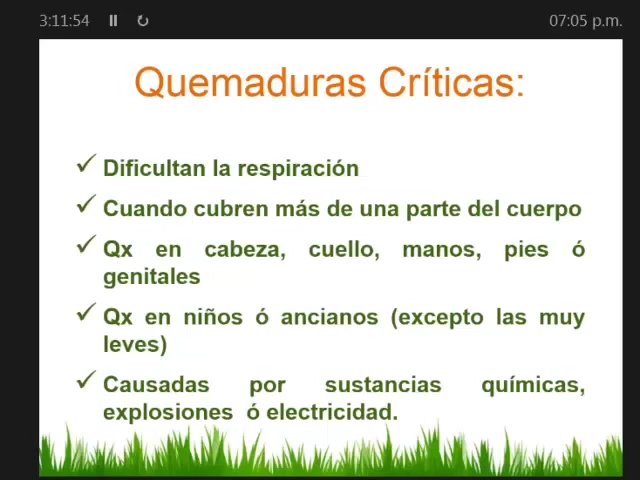 3:11:54
07:05 p.m.
Quemaduras Críticas:
Dificultan la respiración
Cuando cubren más de una parte del cuerpo
Qx en cabeza, cuello, manos, pies ó
genitales
Qx en niños ó ancianos (excepto las muy
leves)
Causadas por sustancias químicas,
explosiones ó electricidad.